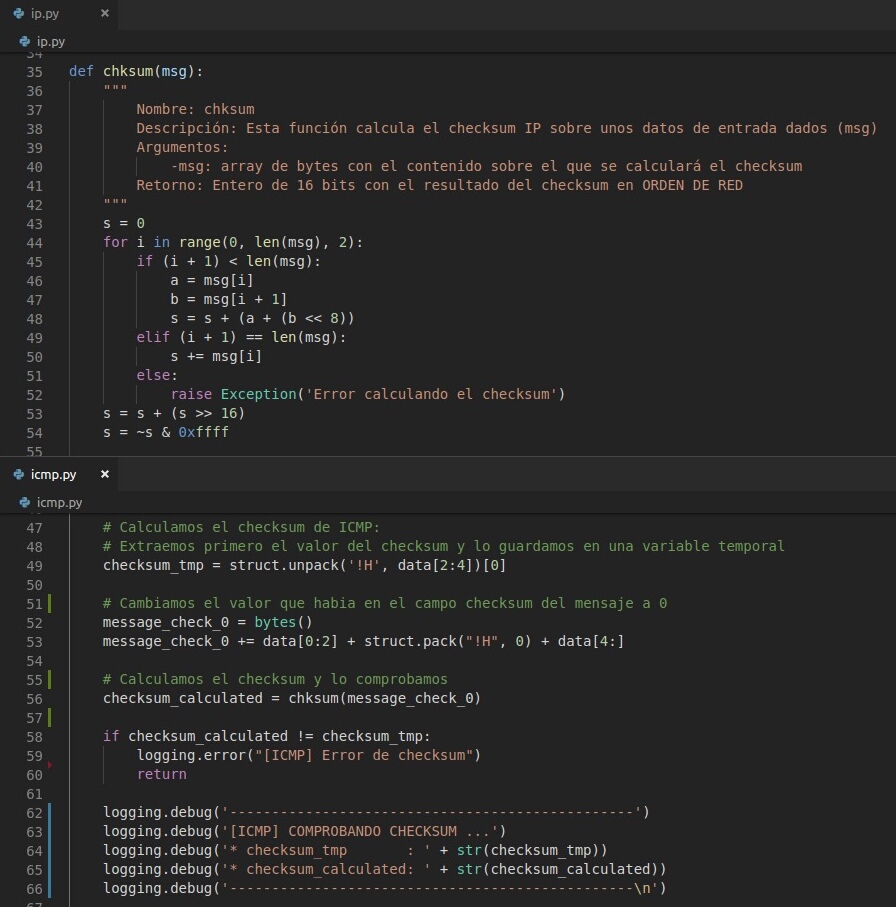 ip.py ×
ip.py
34
35 def chksum(msg):
36     """
37         Nombre: chksum
38         Descripción: Esta función calcula el checksum IP sobre unos datos de entrada dados (msg)
39         Argumentos:
40             -msg: array de bytes con el contenido sobre el que se calculará el checksum
41         Retorno: Entero de 16 bits con el resultado del checksum en ORDEN DE RED
42     """
43     s = 0
44     for i in range(0, len(msg), 2):
45         if (i + 1) < len(msg):
46             a = msg[i]
47             b = msg[i + 1]
48             s = s + (a + (b << 8))
49         elif (i + 1) == len(msg):
50             s += msg[i]
51         else:
52             raise Exception('Error calculando el checksum')
53     s = s + (s >> 16)
54     s = ~s & 0xffff
55
icmp.py ×
icmp.py
47     # Calculamos el checksum de ICMP:
48     # Extraemos primero el valor del checksum y lo guardamos en una variable temporal
49     checksum_tmp = struct.unpack('!H', data[2:4])[0]
50
51     # Cambiamos el valor que habia en el campo checksum del mensaje a 0
52     message_check_0 = bytes()
53     message_check_0 += data[0:2] + struct.pack("!H", 0) + data[4:]
54
55     # Calculamos el checksum y lo comprobamos
56     checksum_calculated = chksum(message_check_0)
57
58     if checksum_calculated != checksum_tmp:
59         logging.error("[ICMP] Error de checksum")
60         return
61
62     logging.debug('------------------------------------------------')
63     logging.debug('[ICMP] COMPROBANDO CHECKSUM ...')
64     logging.debug('* checksum_tmp       : ' + str(checksum_tmp))
65     logging.debug('* checksum_calculated: ' + str(checksum_calculated))
66     logging.debug('------------------------------------------------\n')
67